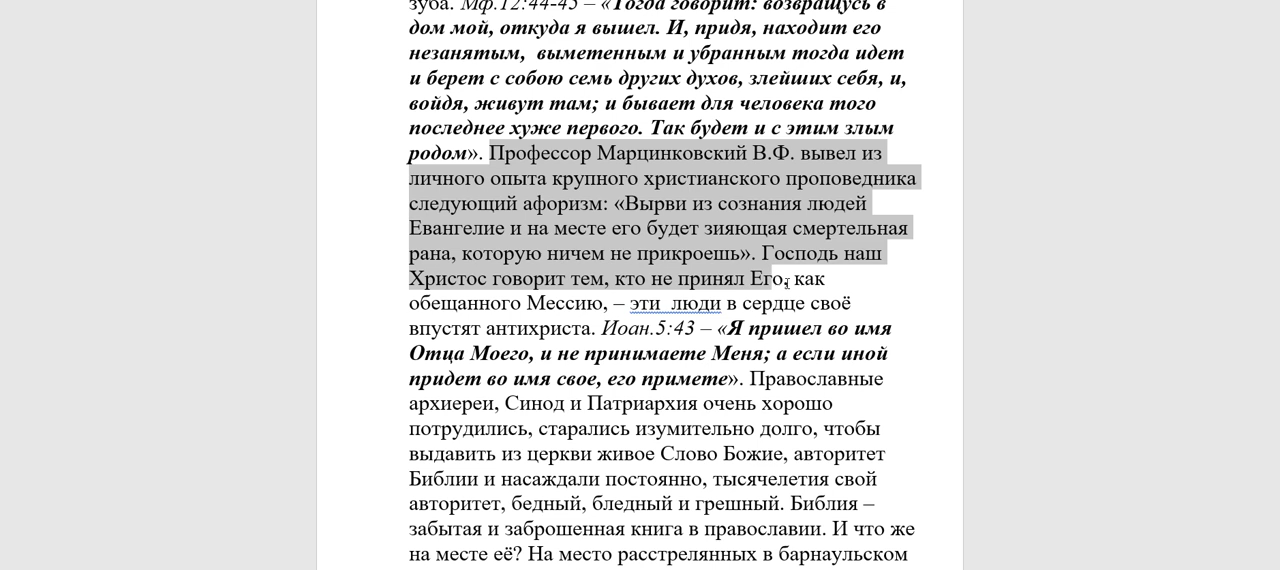 зуба. Мф.12:44-45 – «Тогда говорит: возвращусь в
дом мой, откуда я вышел. И, придя, находит его
незанятым,  выметенным и убранным тогда идет
и берет с собою семь других духов, злейших себя, и,
войдя, живут там; и бывает для человека того
последнее хуже первого. Так будет и с этим злым
родом». Профессор Марцинковский В.Ф. вывел из
личного опыта крупного христианского проповедника
следующий афоризм: «Вырви из сознания людей
Евангелие и на месте его будет зияющая смертельная
рана, которую ничем не прикроешь». Господь наш
Христос говорит тем, кто не принял Его, как
обещанного Мессию, – эти  люди в сердце своё
впустят антихриста. Иоан.5:43 – «Я пришел во имя
Отца Моего, и не принимаете Меня; а если иной
придет во имя свое, его примете». Православные
архиереи, Синод и Патриархия очень хорошо
потрудились, старались изумительно долго, чтобы
выдавить из церкви живое Слово Божие, авторитет
Библии и насаждали постоянно, тысячелетия свой
авторитет, бедный, бледный и грешный. Библия –
забытая и заброшенная книга в православии. И что же
на месте её? На место расстрелянных в барнаульском